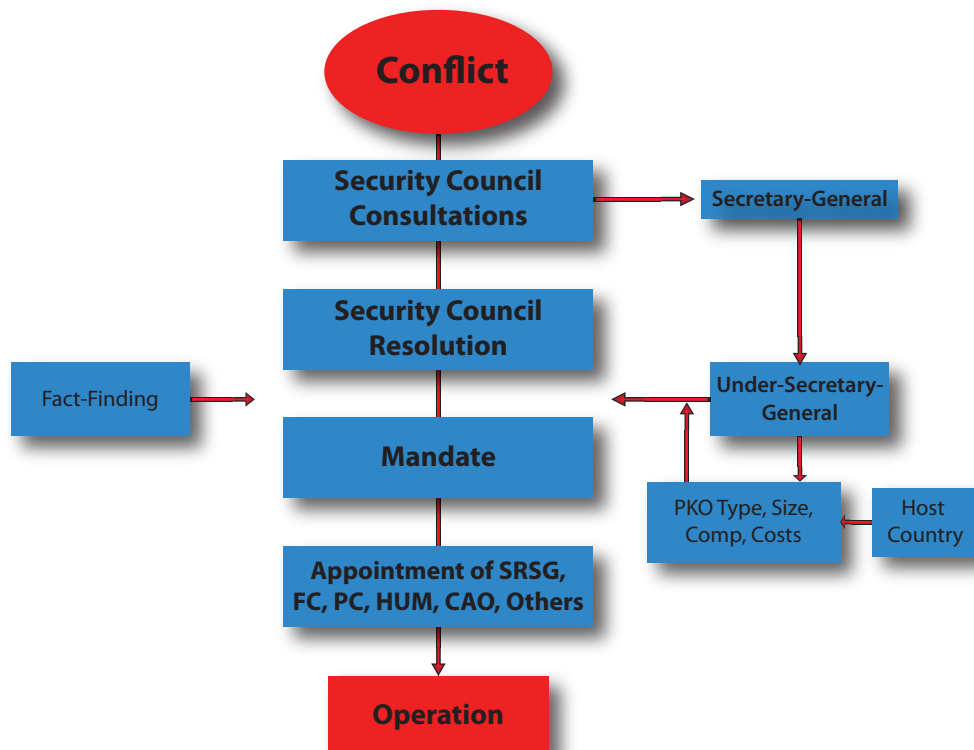 Conflict
Security Council
Consultations
Secretary-General
Security Council
Resolution
Fact-Finding
Under-Secretary-
General
Mandate
PKO Type, Size,
Comp, Costs
Host
Country
Appointment of SRSG,
FC, PC, HUM, CAO, Others
Operation